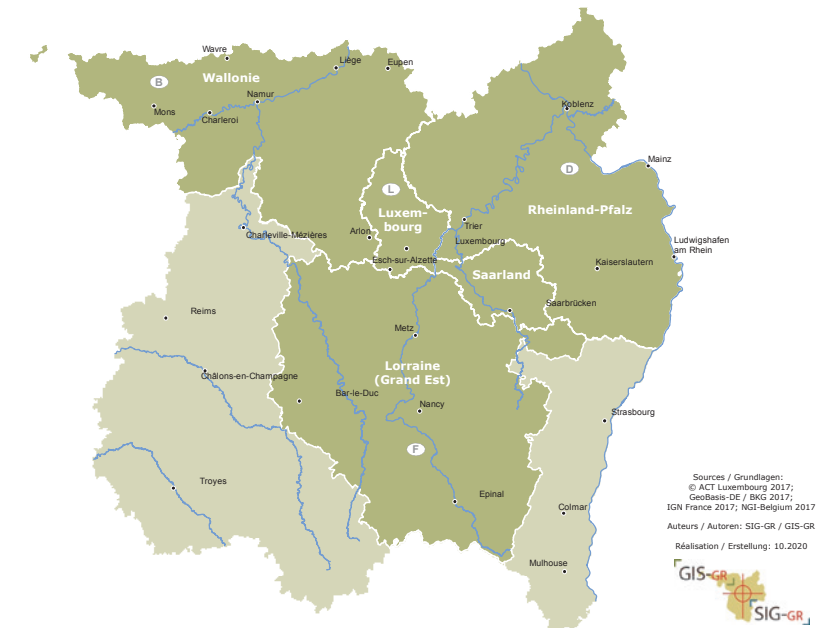 Wavre
Liège
Eupen
B
Wallonie
Namur
Mons
Charleroi
Koblenz
Mainz
D
L
Rheinland-Pfalz
Luxem-
bourg
Trier
Arlon
Charleville-Mézières
Luxembourg
Ludwigshafen
am Rhein
Esch-sur-Alzette
Kaiserslautern
Saarland
Saarbrücken
Reims
Metz
Lorraine
(Grand Est)
Châlons-en-Champagne
Bar-le-Duc
Nancy
Strasbourg
F
Troyes
Epinal
Colmar
Mulhouse
Sources / Grundlagen:
© ACT Luxembourg 2017;
GeoBasis-DE / BKG 2017;
IGN France 2017; NGI-Belgium 2017
Auteurs / Autoren: SIG-GR / GIS-GR
Réalisation / Erstellung: 10.2020
GIS-GR
SIG-GR